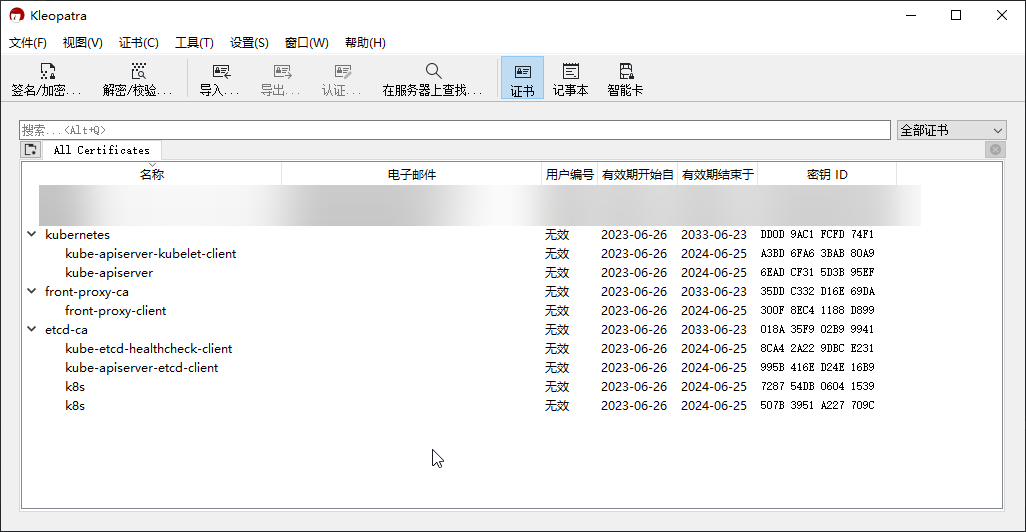 Kleopatra
文件(F) 视图(V) 证书(C) 工具(T) 设置(S) 窗口(W) 帮助(H)
签名/加密... 解密/校验... 导入... 导出... 认证... 在服务器上查找... 证书 记事本 智能卡
搜索...<Alt+Q> 全部证书
All Certificates
名称 电子邮件 用户编号 有效期开始自 有效期结束于 密钥 ID
kubernetes 无效 2023-06-26 2033-06-23 DD0D 9AC1 FCFD 74F1
kube-apiserver-kubelet-client 无效 2023-06-26 2024-06-25 A3BD 6FA6 3BAB 80A9
kube-apiserver 无效 2023-06-26 2024-06-25 6EAD CF31 5D3B 95EF
front-proxy-ca 无效 2023-06-26 2033-06-23 35DD C332 D16E 69DA
front-proxy-client 无效 2023-06-26 2024-06-25 300F 8EC4 1188 D899
etcd-ca 无效 2023-06-26 2033-06-23 018A 35F9 02B9 9941
kube-etcd-healthcheck-client 无效 2023-06-26 2024-06-25 8CA4 2A22 9DBC E231
kube-apiserver-etcd-client 无效 2023-06-26 2024-06-25 995B 416E D24E 16B9
k8s 无效 2023-06-26 2024-06-25 7287 54DB 0604 1539
k8s 无效 2023-06-26 2024-06-25 507B 3951 A227 709C